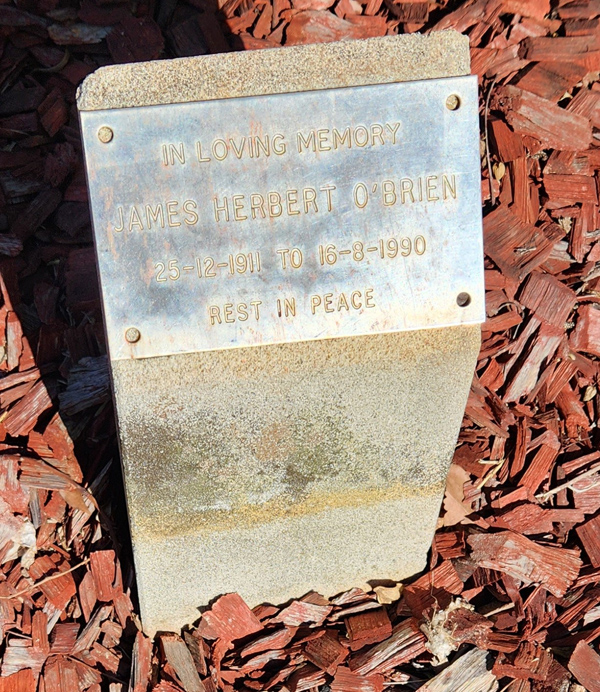 IN LOVING MEMORY
JAMES HERBERT O'BRIEN
25-12-1911 TO 16-8-1990
REST IN PEACE